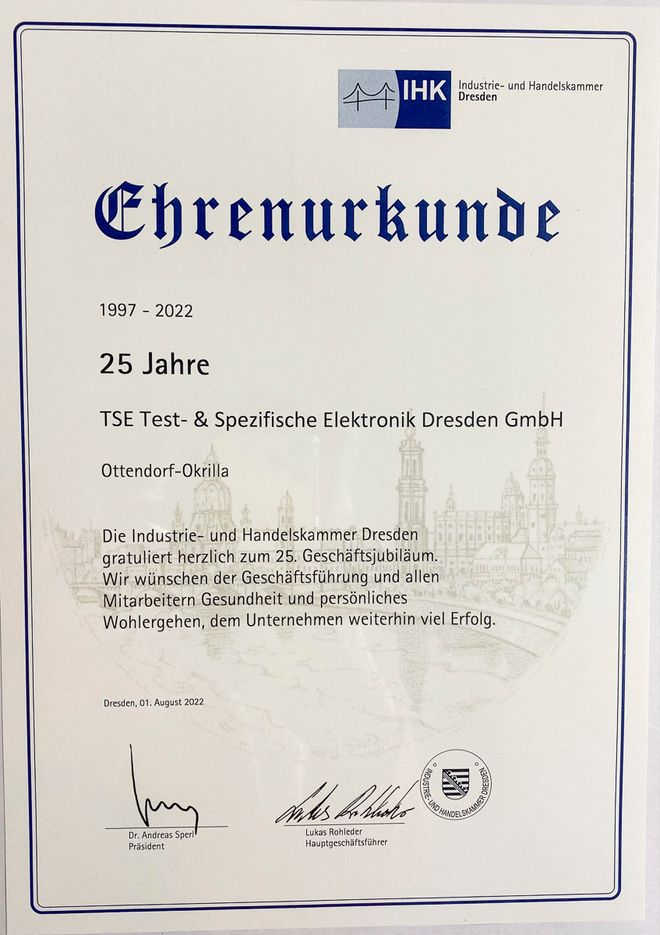 IHK
Industrie- und Handelskammer
Dresden
Ehrenurkunde
1997 - 2022
25 Jahre
TSE Test- & Spezifische Elektronik Dresden GmbH
Ottendorf-Okrilla
Die Industrie- und Handelskammer Dresden
gratuliert herzlich zum 25. Geschäftsjubiläum.
Wir wünschen der Geschäftsführung und allen
Mitarbeitern Gesundheit und persönliches
Wohlergehen, dem Unternehmen weiterhin viel Erfolg.
Dresden, 01. August 2022
Dr. Andreas Sperl
Präsident
Lukas Rohleder
Hauptgeschäftsführer
INDUSTRIE- UND HANDELSKAMMER DRESDEN